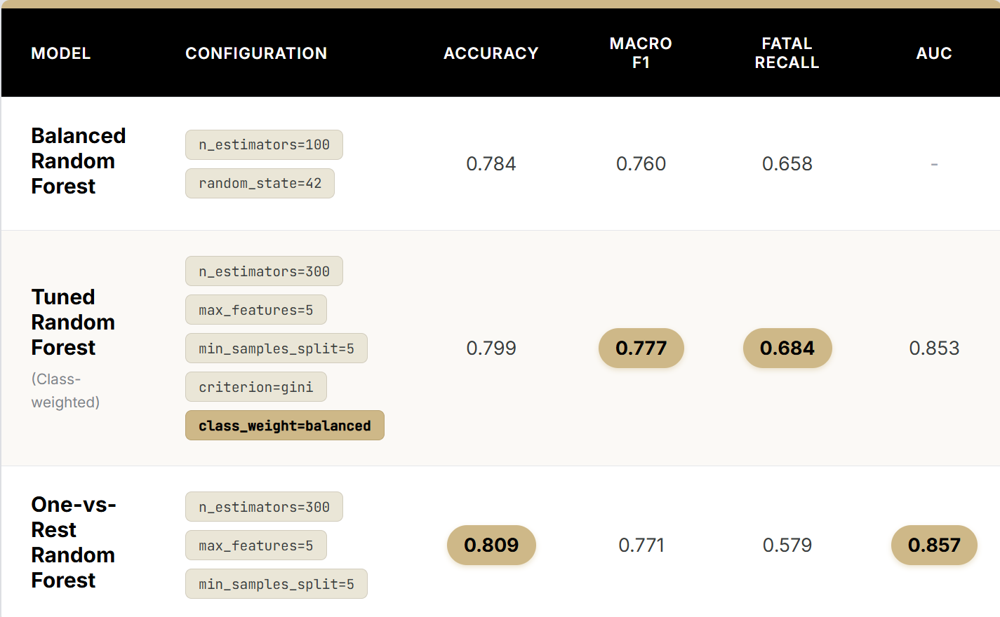 MODEL CONFIGURATION ACCURACY MACRO F1 FATAL RECALL AUC
Balanced
Random
Forest
n_estimators=100
random_state=42
0.784 0.760 0.658 -
Tuned
Random
Forest
(Class-
weighted)
n_estimators=300
max_features=5
min_samples_split=5
criterion=gini
class_weight=balanced
0.799 0.777 0.684 0.853
One-vs-
Rest
Random
Forest
n_estimators=300
max_features=5
min_samples_split=5
0.809 0.771 0.579 0.857